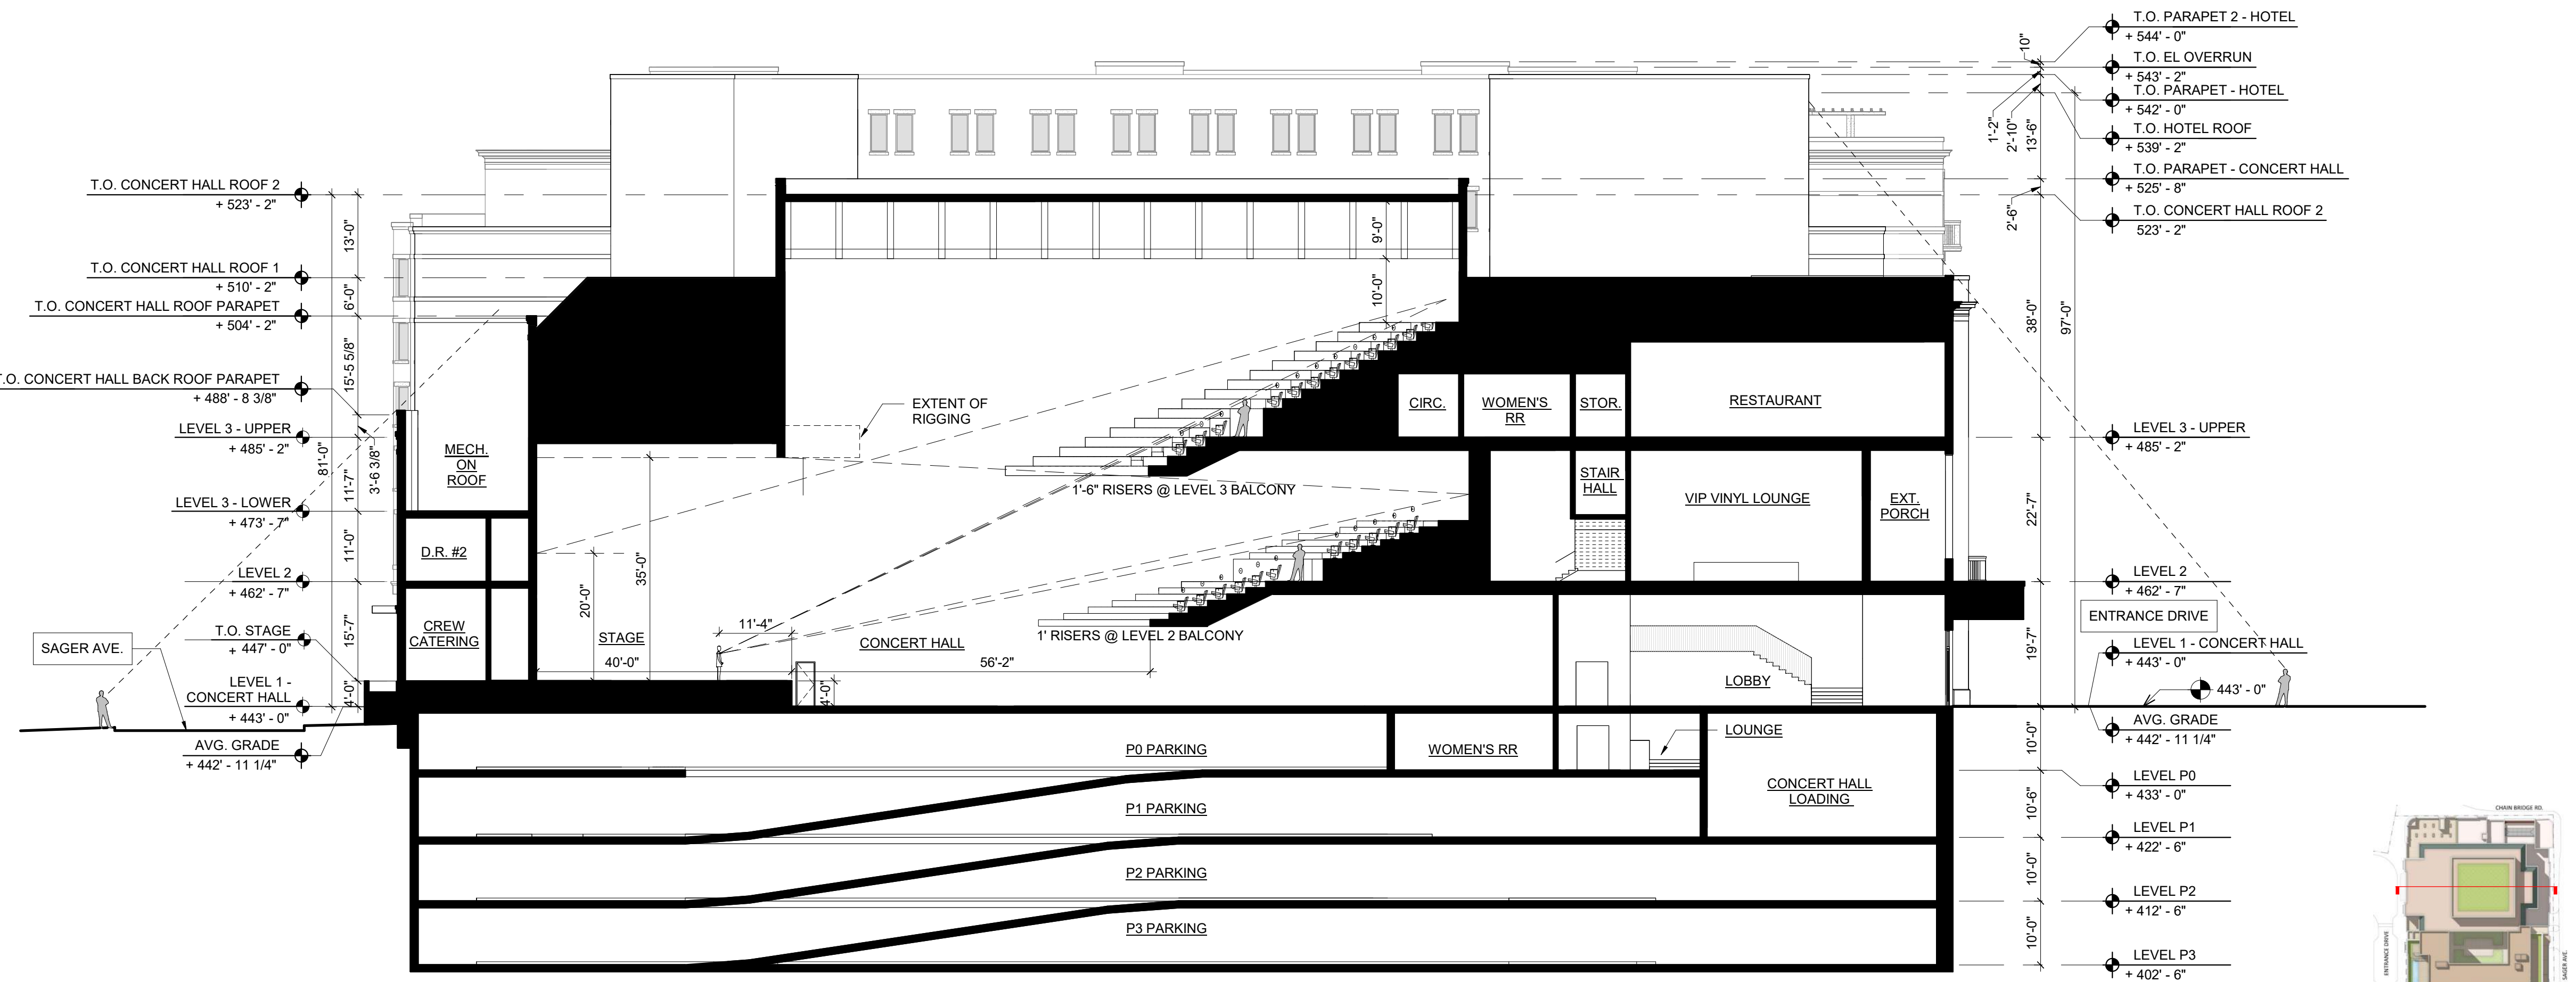 T.O. PARAPET 2 - HOTEL
+ 544' - 0"
T.O. EL OVERRUN
+ 543' - 2"
T.O. PARAPET - HOTEL
+ 542' - 0"
T.O. HOTEL ROOF
+ 539' - 2"
T.O. PARAPET - CONCERT HALL
+ 525' - 8"
T.O. CONCERT HALL ROOF 2
523' - 2"
10"
1'-2"
2'-10"
13'-6"
2'-6"
38'-0"
97'-0"
T.O. CONCERT HALL ROOF 2
+ 523' - 2"
13'-0"
T.O. CONCERT HALL ROOF 1
+ 510' - 2"
6'-0"
T.O. CONCERT HALL ROOF PARAPET
+ 504' - 2"
15'-5 5/8"
T.O. CONCERT HALL BACK ROOF PARAPET
+ 488' - 8 3/8"
LEVEL 3 - UPPER
+ 485' - 2"
81'-0"
11'-7"
3'-6 3/8"
LEVEL 3 - LOWER
+ 473' - 7"
11'-0"
LEVEL 2
+ 462' - 7"
15'-7"
T.O. STAGE
+ 447' - 0"
SAGER AVE.
LEVEL 1 -
CONCERT HALL
+ 443' - 0"
4'-0"
AVG. GRADE
+ 442' - 11 1/4"
9'-0"
10'-0"
EXTENT OF
RIGGING
CIRC.
WOMEN'S
RR
STOR.
RESTAURANT
MECH.
ON
ROOF
1'-6" RISERS @ LEVEL 3 BALCONY
STAIR
HALL
VIP VINYL LOUNGE
EXT.
PORCH
D.R. #2
35'-0"
20'-0"
CREW
CATERING
STAGE
11'-4"
CONCERT HALL
1' RISERS @ LEVEL 2 BALCONY
40'-0"
56'-2"
4'-0"
LOBBY
LEVEL 3 - UPPER
+ 485' - 2"
22'-7"
LEVEL 2
+ 462' - 7"
ENTRANCE DRIVE
19'-7"
LEVEL 1 - CONCERT HALL
+ 443' - 0"
443' - 0"
AVG. GRADE
+ 442' - 11 1/4"
10'-0"
LEVEL P0
+ 433' - 0"
10'-6"
LEVEL P1
+ 422' - 6"
10'-0"
LEVEL P2
+ 412' - 6"
10'-0"
LEVEL P3
+ 402' - 6"
P0 PARKING
WOMEN'S RR
LOUNGE
CONCERT HALL
LOADING
P1 PARKING
P2 PARKING
P3 PARKING
CHAIN BRIDGE RD.
ENTRANCE DRIVE
SAGER AVE.